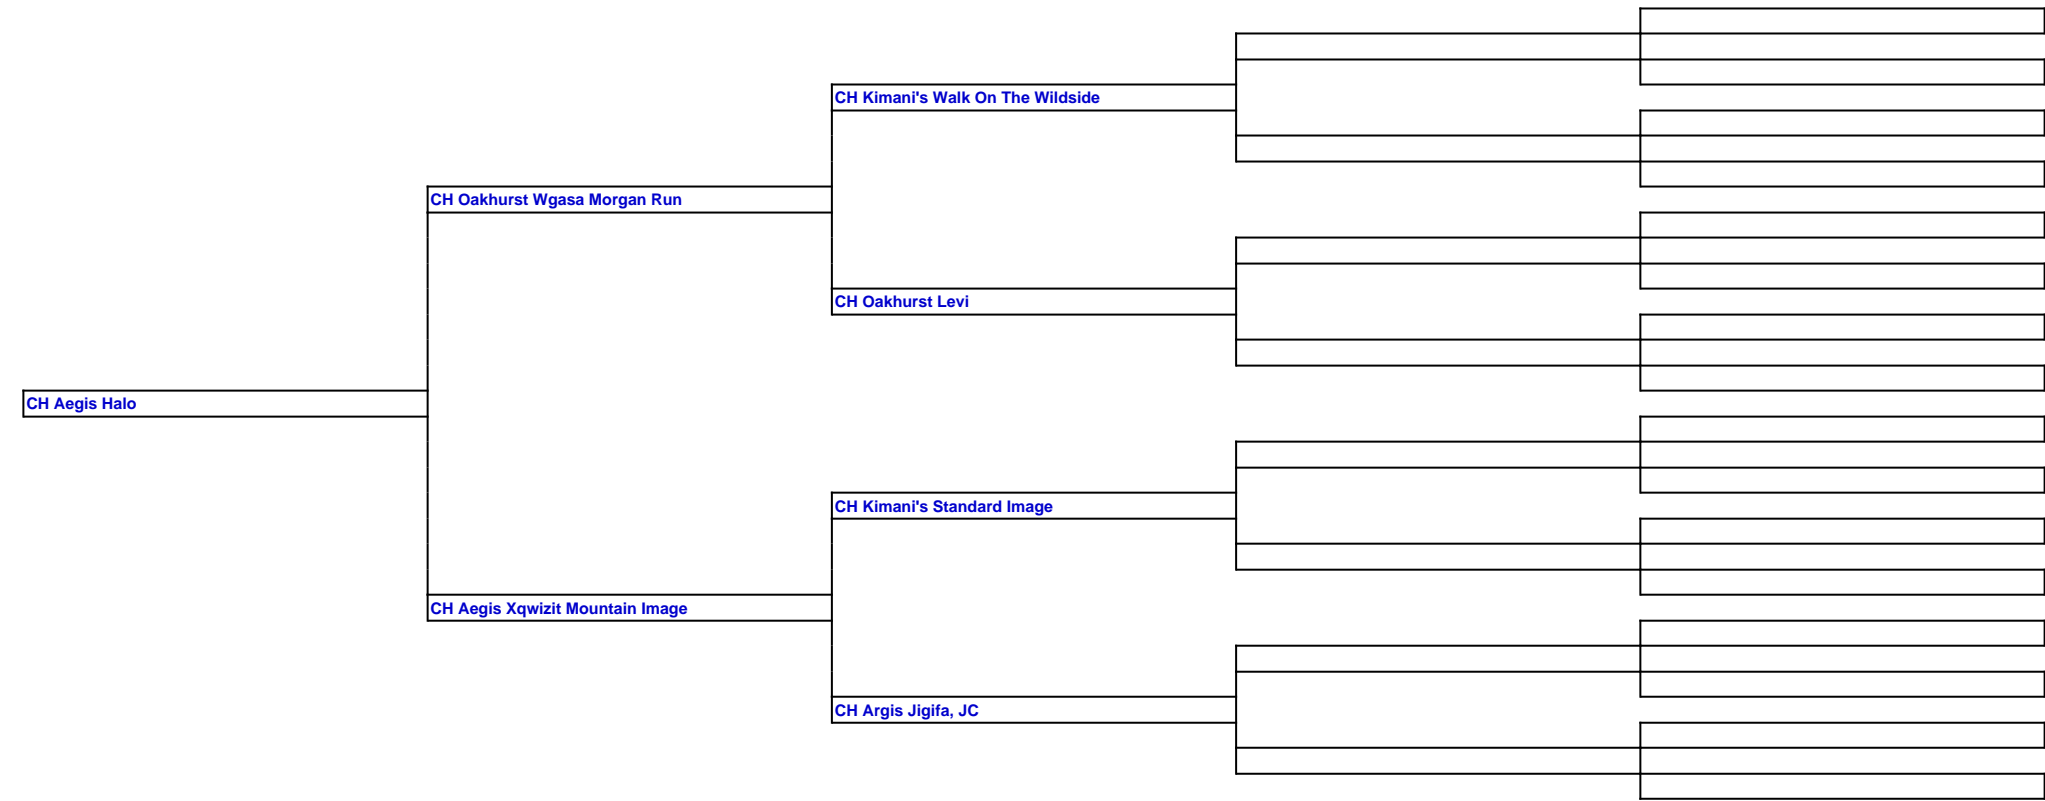 CH Kimani's Walk On The Wildside
CH Oakhurst Wgasa Morgan Run
CH Oakhurst Levi
CH Aegis Halo
CH Kimani's Standard Image
CH Aegis Xqwizit Mountain Image
CH Argis Jigifa, JC